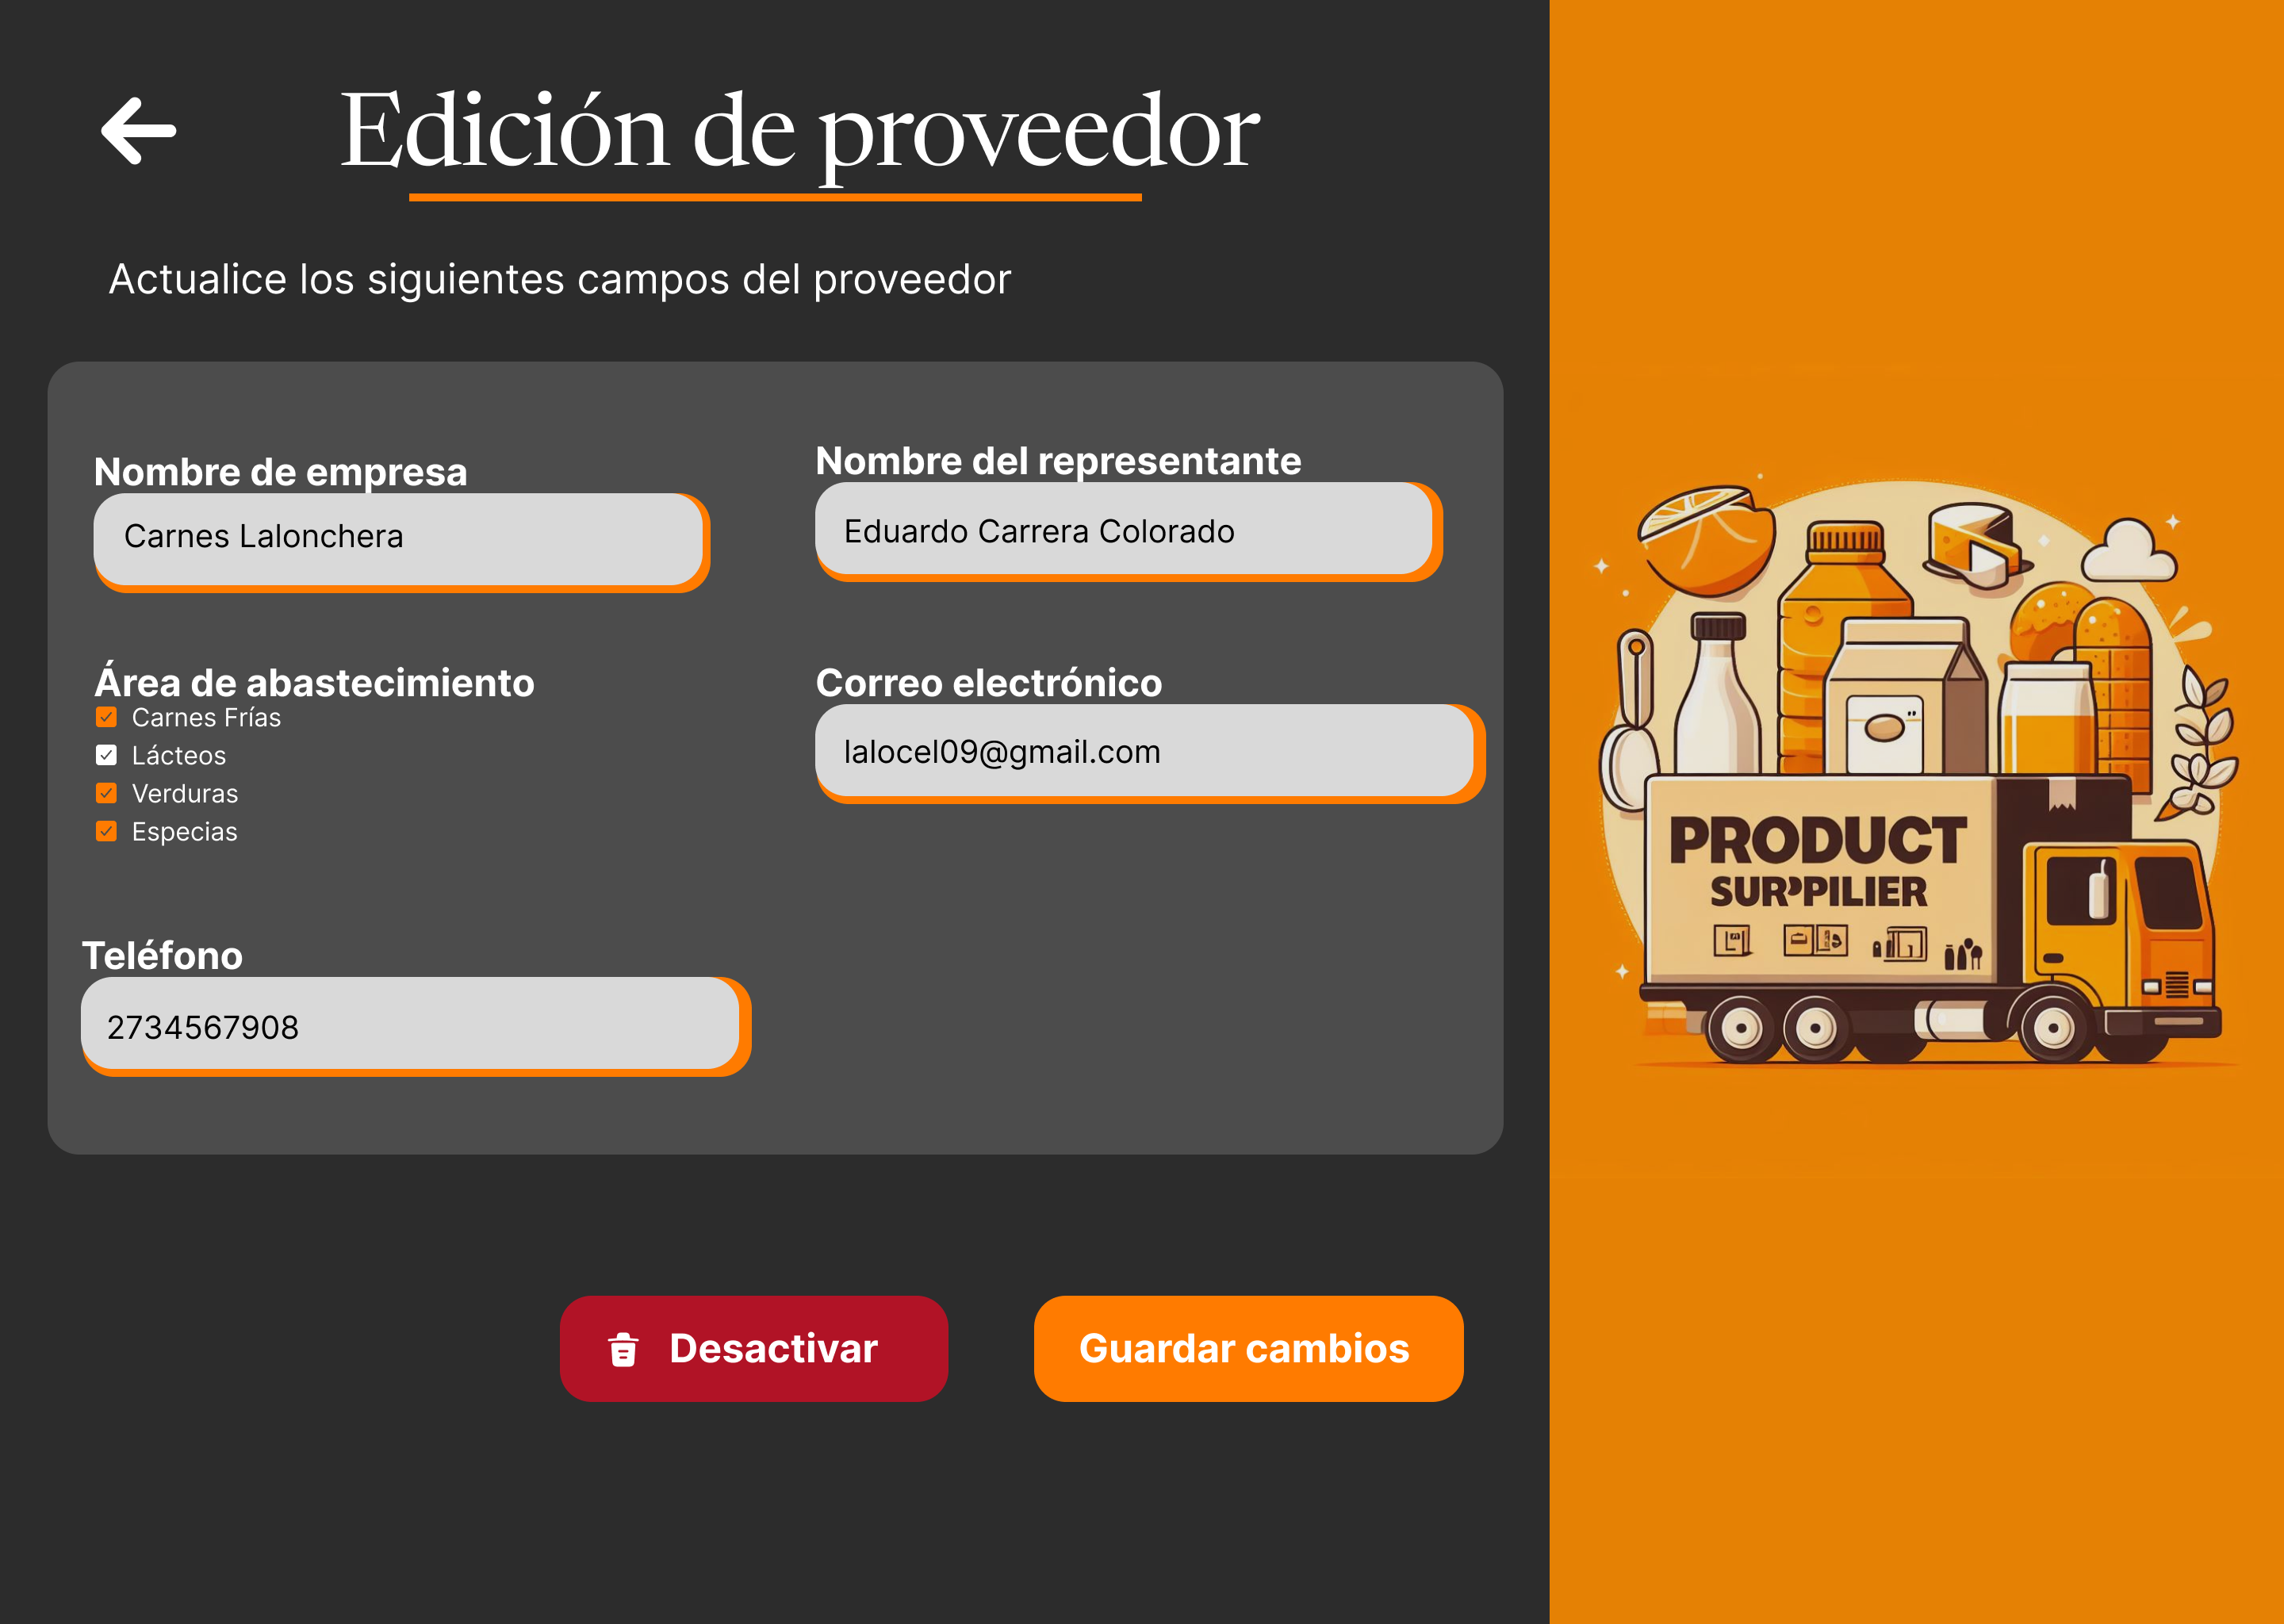 Edición de proveedor
Actualice los siguientes campos del proveedor
Nombre de empresa
Carnes Lalonchera
Nombre del representante
Eduardo Carrera Colorado
Área de abastecimiento
Carnes Frías
Lácteos
Verduras
Especias
Correo electrónico
lalocel09@gmail.com
Teléfono
2734567908
Desactivar
Guardar cambios
PRODUCT
SUR’PILIER